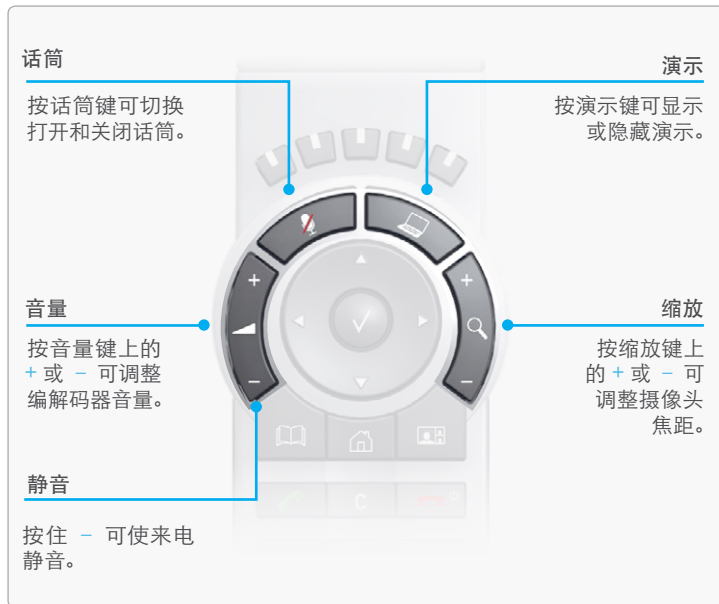 话筒
按话筒键可切换
打开和关闭话筒。
演示
按演示键可显示
或隐藏演示。
音量
按音量键上的
+ 或 - 可调整
编解码器音量。
缩放
按缩放键上
的 + 或 - 可
调整摄像头
焦距。
静音
按住 - 可使来电
静音。
+
-
+
-
C